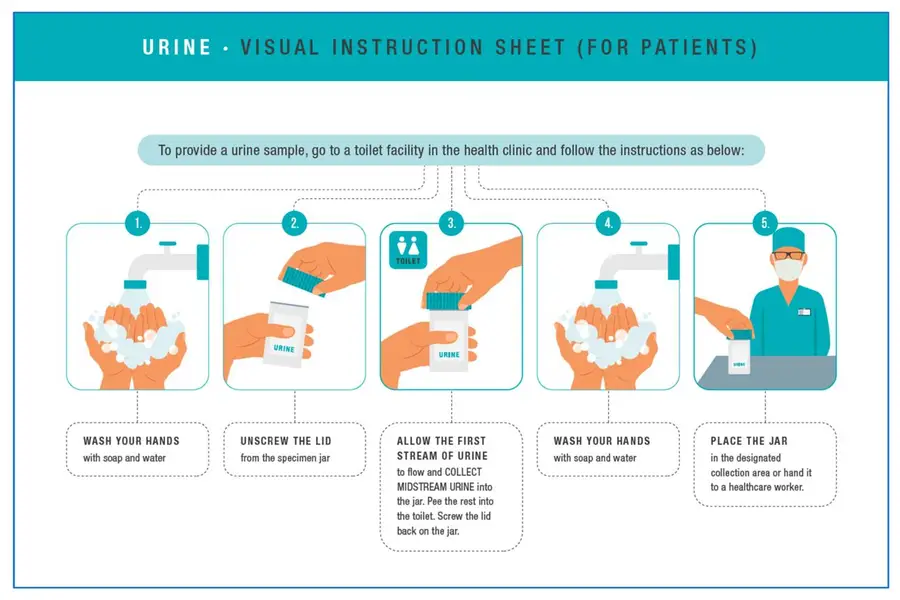 URINE · VISUAL INSTRUCTION SHEET (FOR PATIENTS)
To provide a urine sample, go to a toilet facility in the health clinic and follow the instructions as below:
1.
2.
3.
4.
5.
TOILET
URINE
URINE
URINE
WASH YOUR HANDS
with soap and water
UNSCREW THE LID
from the specimen jar
ALLOW THE FIRST
STREAM OF URINE
to flow and COLLECT
MIDSTREAM URINE into
the jar. Pee the rest into
the toilet. Screw the lid
back on the jar.
WASH YOUR HANDS
with soap and water
PLACE THE JAR
in the designated
collection area or hand it
to a healthcare worker.